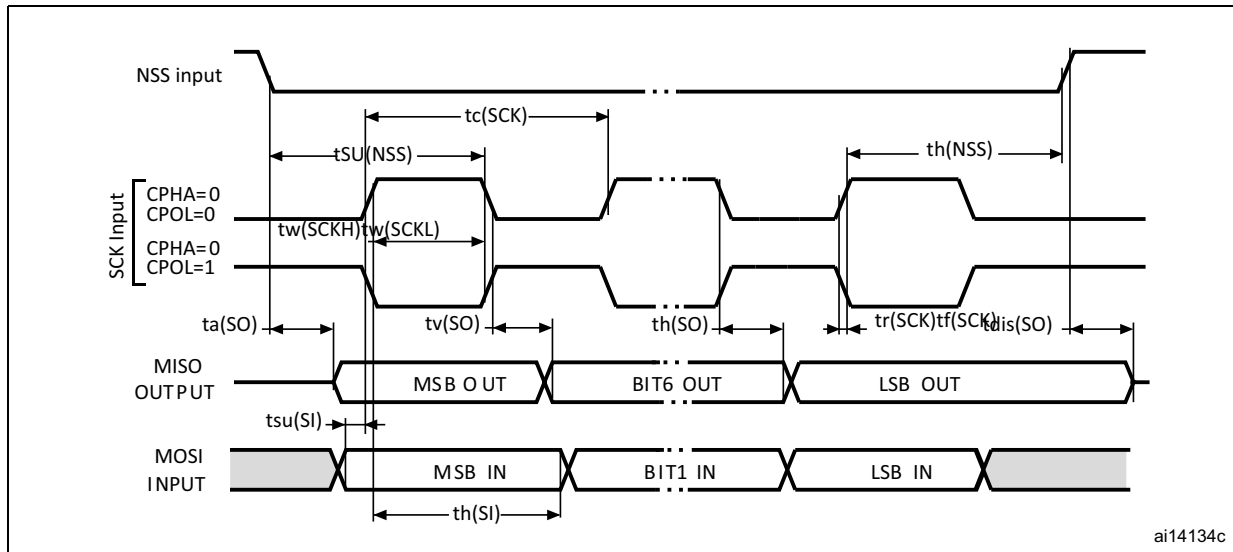 NSS input
tc(SCK)
tSU(NSS)
th(NSS)
SCK Input
CPHA=0
CPOL=0
tw(SCKH)tw(SCKL)
CPHA=0
CPOL=1
ta(SO)
tv(SO)
th(SO)
tr(SCK)tf(SCK)
tdis(SO)
MISO
OUTPUT
MSB OUT
BIT6 OUT
LSB OUT
tsu(SI)
MOSI
INPUT
MSB IN
BIT1 IN
LSB IN
th(SI)
ai14134c